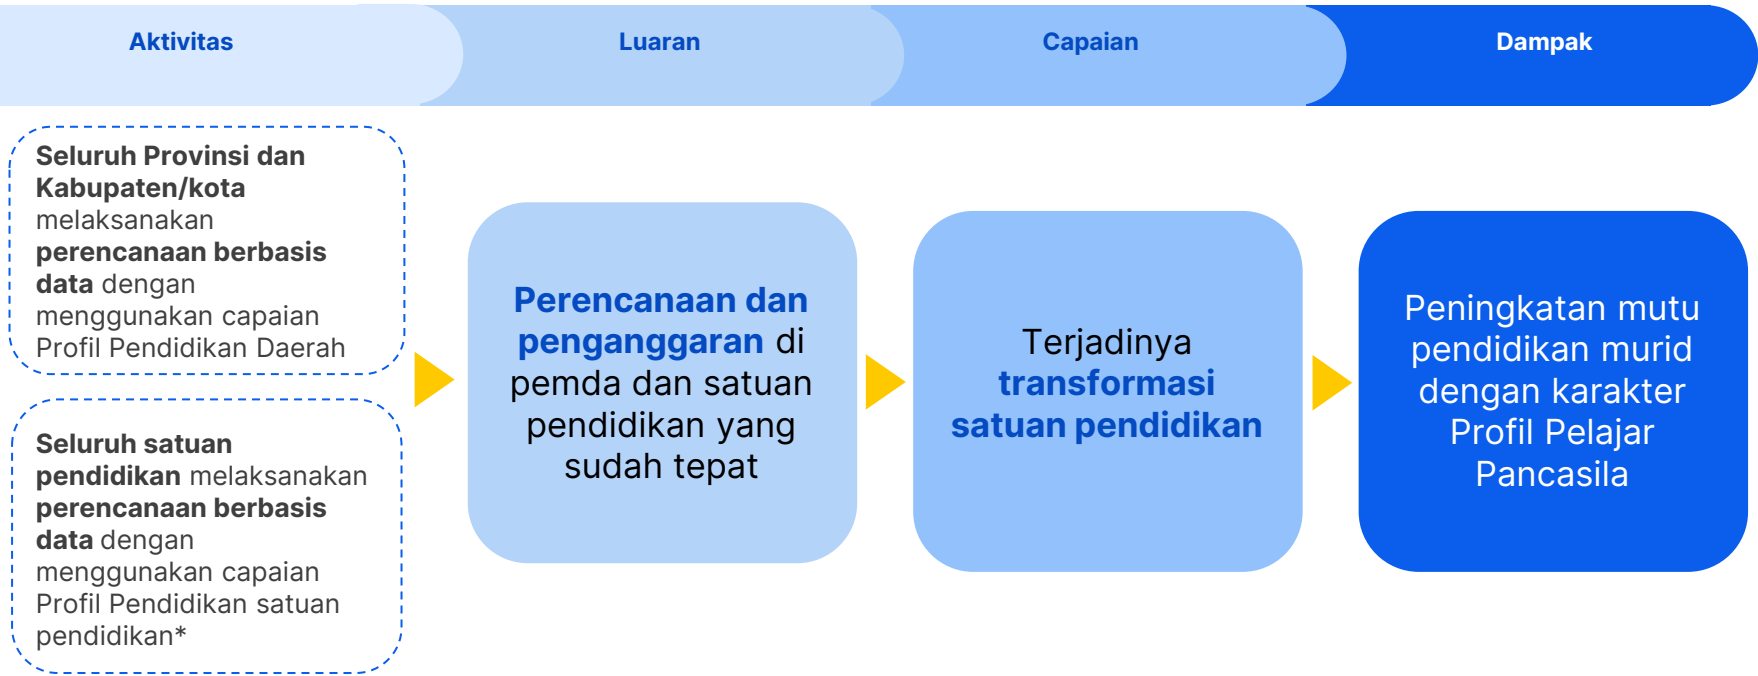 Aktivitas
Luaran
Capaian
Dampak
Seluruh Provinsi dan
Kabupaten/kota
melaksanakan
perencanaan berbasis
data dengan
menggunakan capaian
Profil Pendidikan Daerah
Seluruh satuan
pendidikan melaksanakan
perencanaan berbasis
data dengan
menggunakan capaian
Profil Pendidikan satuan
pendidikan*
Perencanaan dan
penganggaran di
pemda dan satuan
pendidikan yang
sudah tepat
Terjadinya
transformasi
satuan pendidikan
Peningkatan mutu
pendidikan murid
dengan karakter
Profil Pelajar
Pancasila